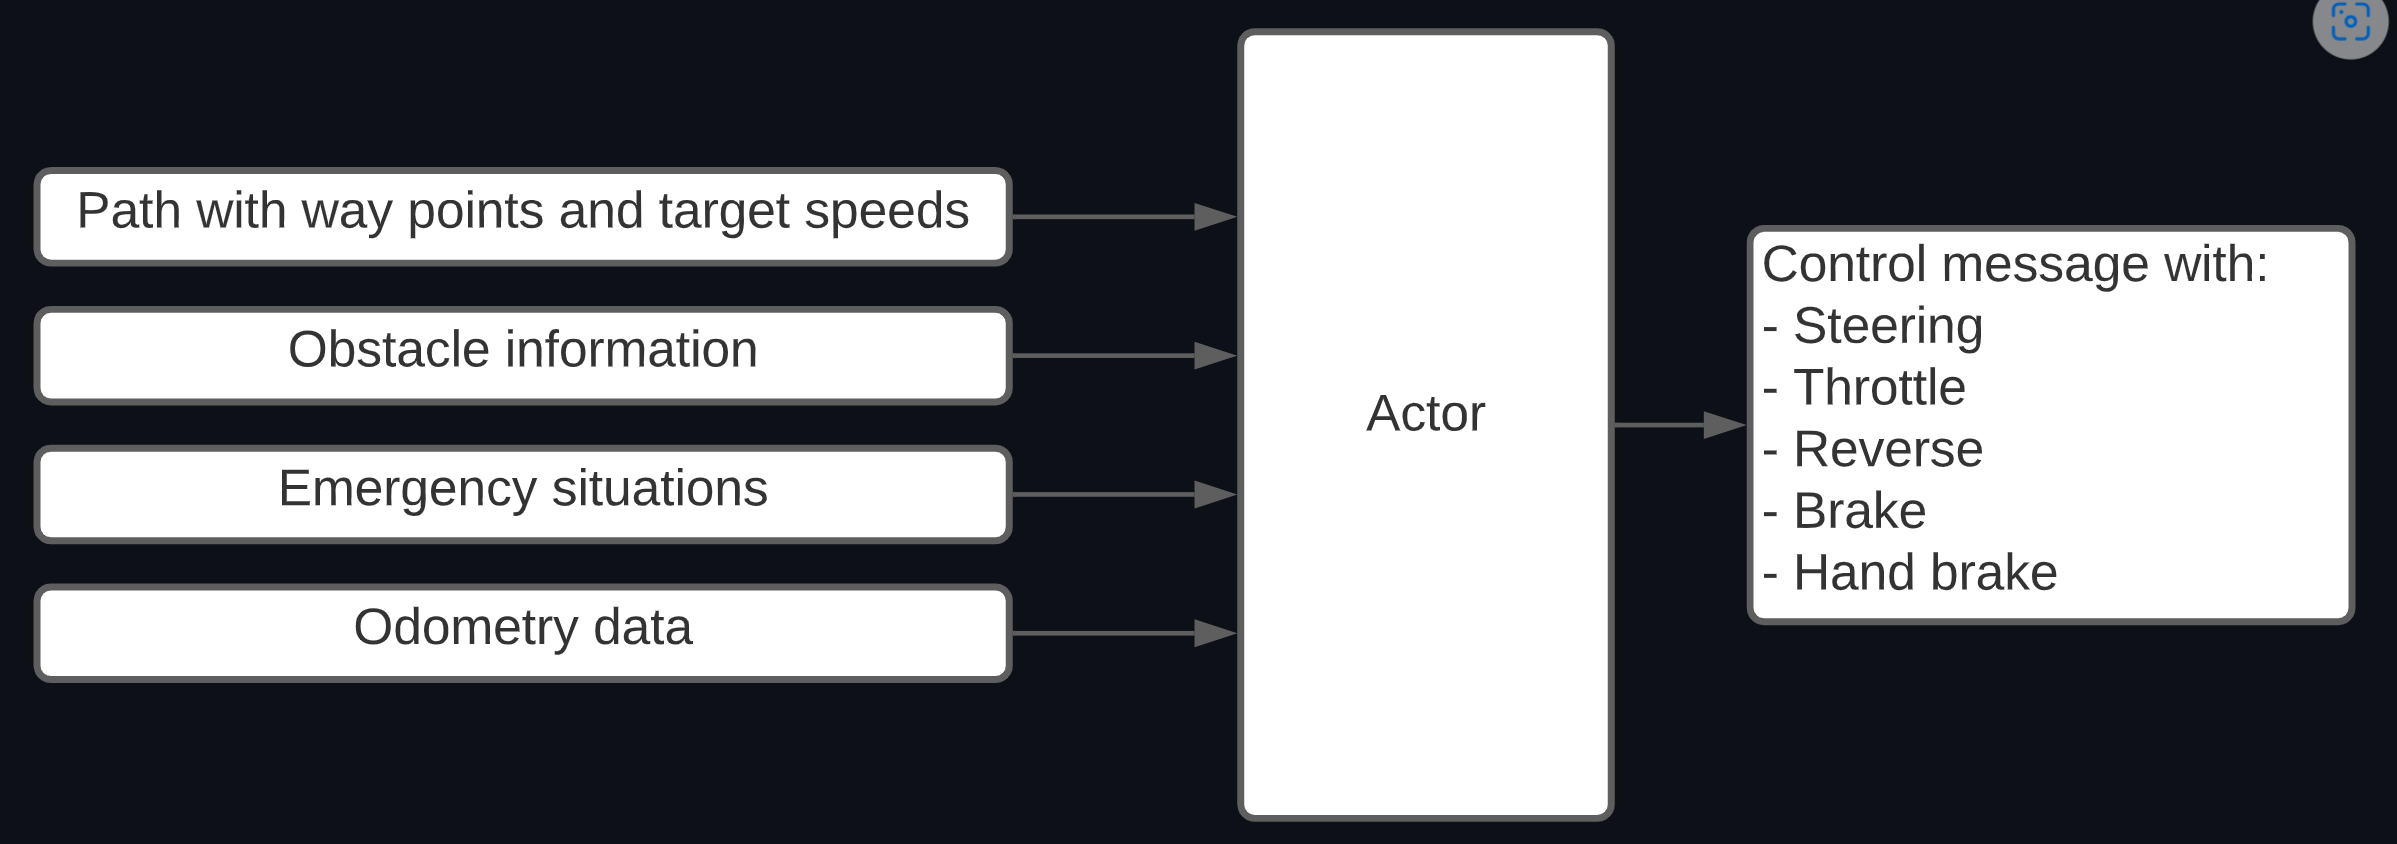 Path with way points and target speeds
Obstacle information
Emergency situations
Odometry data
Actor
Control message with:
- Steering
- Throttle
- Reverse
- Brake
- Hand brake